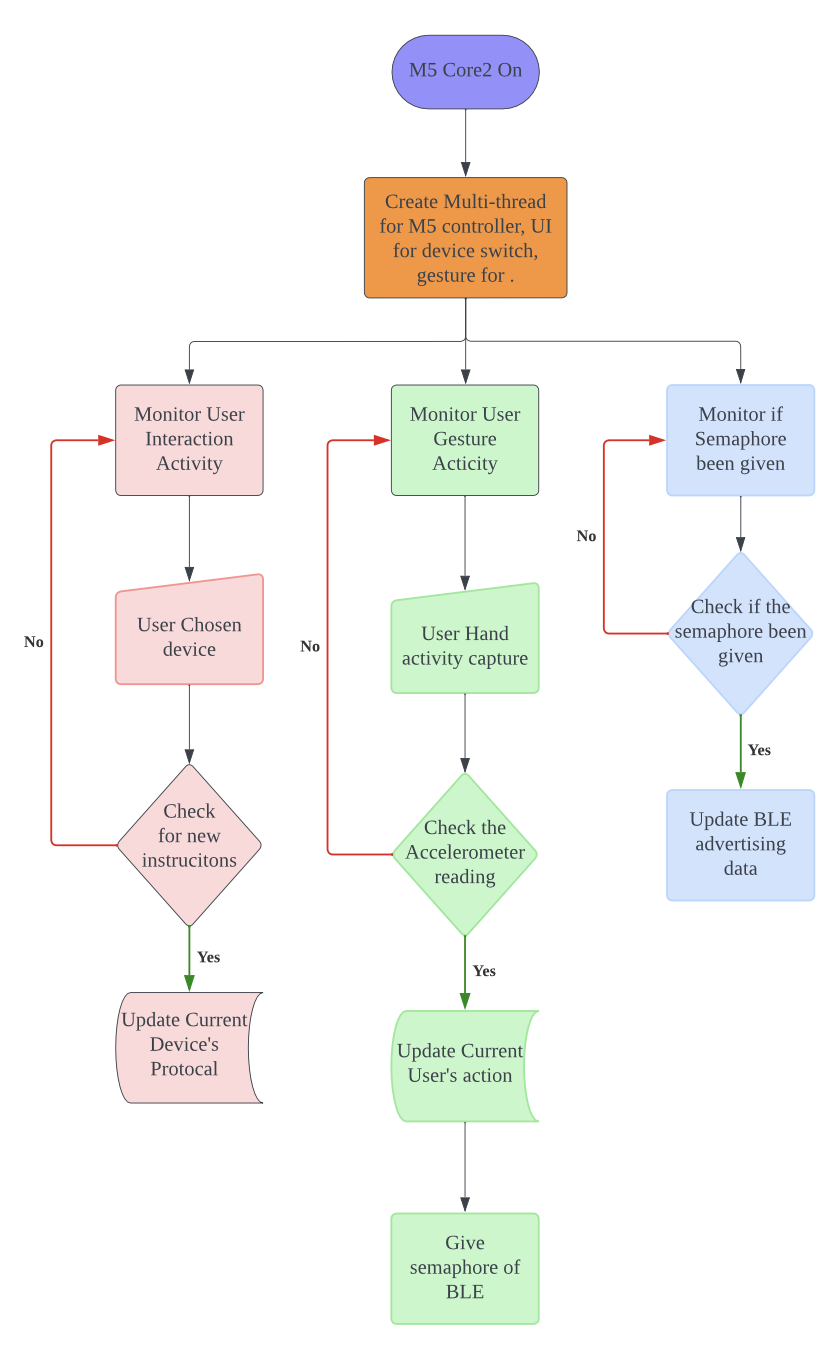 M5 Core2 On
Create Multi-thread
for M5 controller, UI
for device switch,
gesture for .
Monitor User
Interaction
Activity
User Chosen
device
No
Check
for new
instrucitons
Yes
Update Current
Device's
Protocal
Monitor User
Gesture
Acticity
User Hand
activity capture
No
Check the
Accelerometer
reading
Yes
Update Current
User's action
Give
semaphore of
BLE
Monitor if
Semaphore
been given
No
Check if the
semaphore been
given
Yes
Update BLE
advertising
data